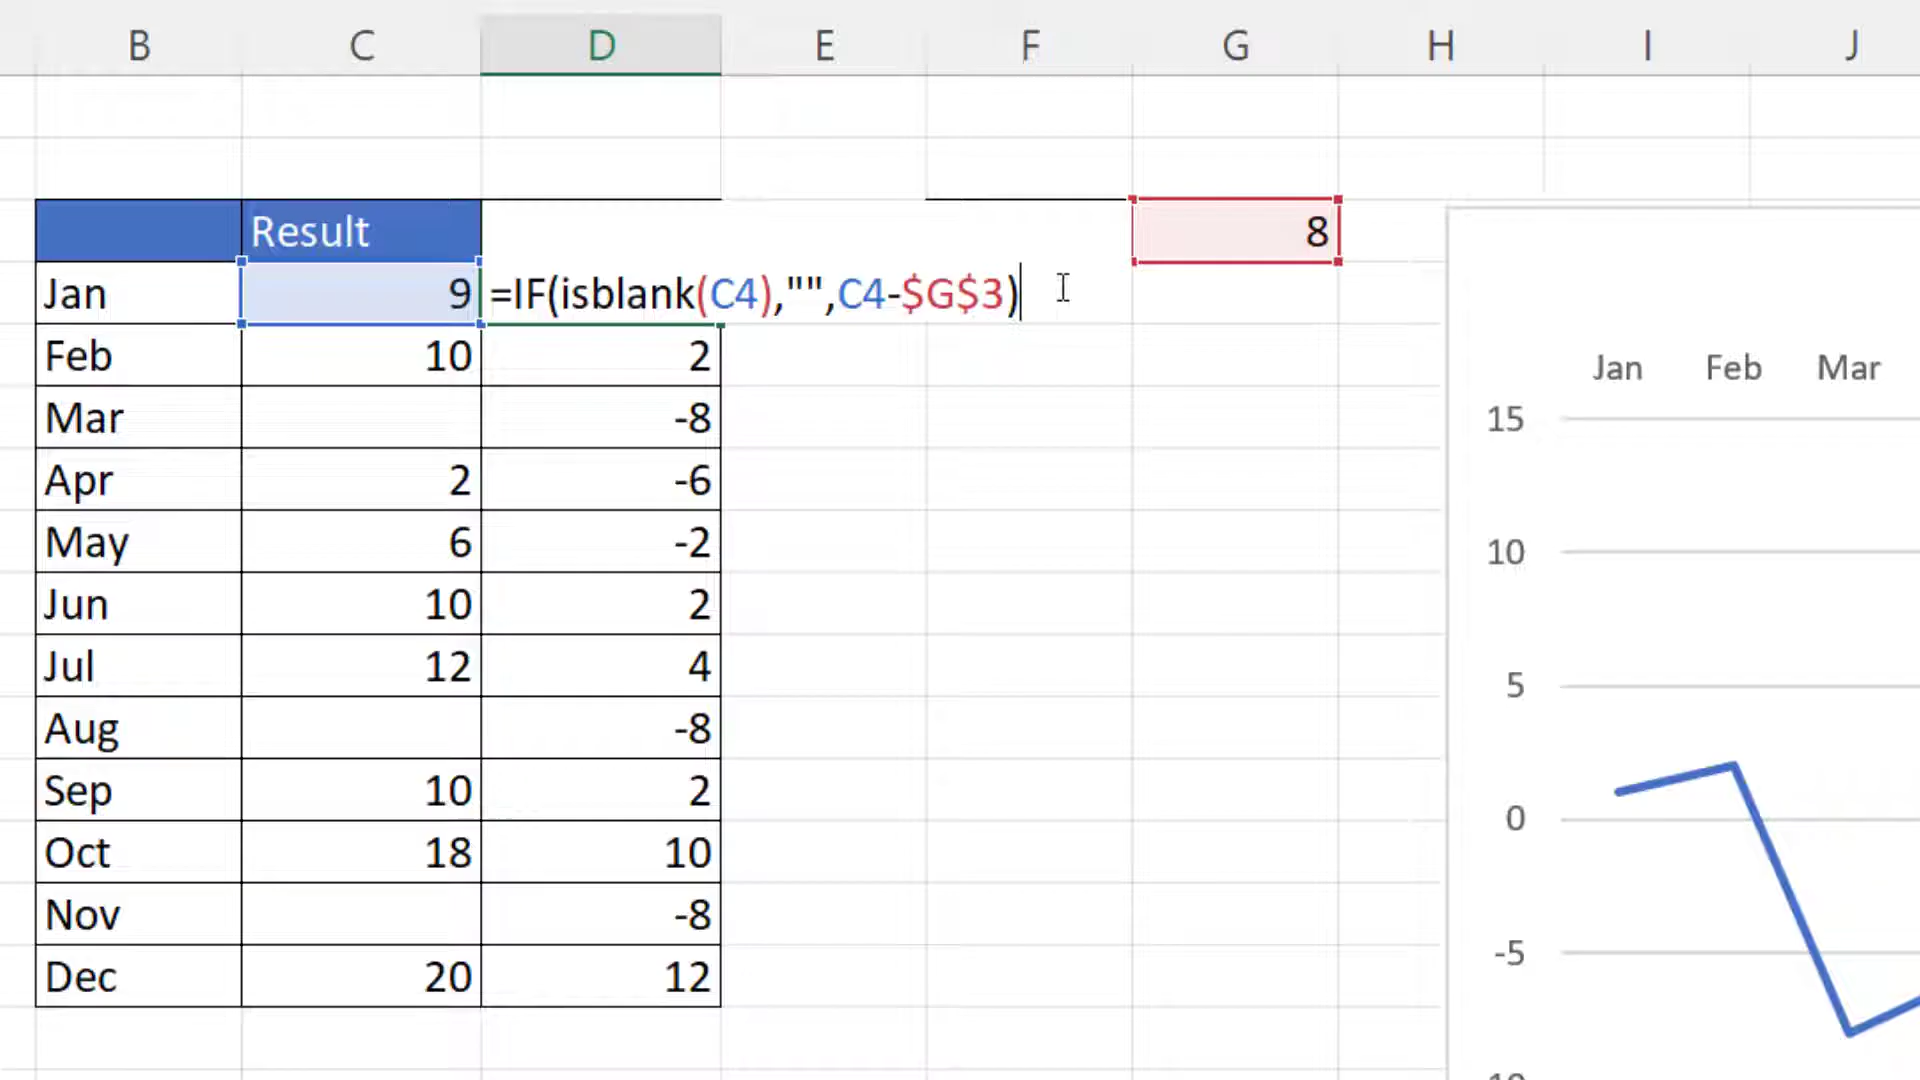 B C D E F G H I J
Result 8
Jan 9 =IF(isblank(C4),"",C4-$G$3)
Feb 10 2
Mar -8
Apr 2 -6
May 6 -2
Jun 10 2
Jul 12 4
Aug -8
Sep 10 2
Oct 18 10
Nov -8
Dec 20 12
Jan Feb Mar
15
10
5
0
-5